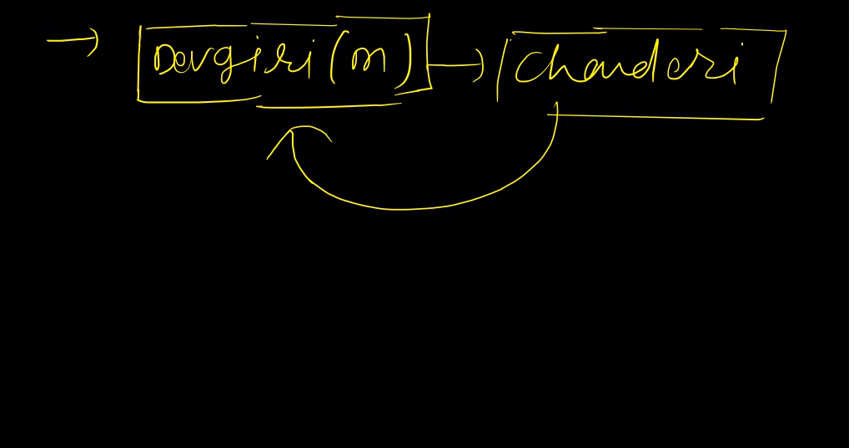 → Devgiri (m) → Chanderi